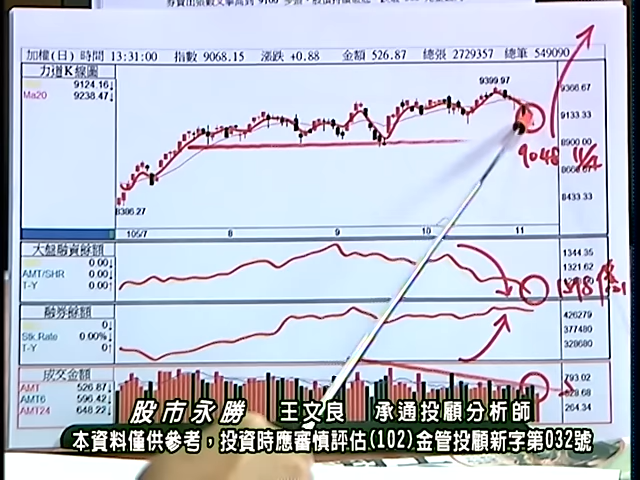 加權(日) 時間 13:31:00 指數 9068.15 漲跌 +0.88 金額 526.87 總張 2729357 總筆 549090
力道K線圖
9124.16↓
Ma20 9238.47↓
9399.97
9366.67
9133.33
8900.00
8433.33
9048 11/4
8386.27
105/7 8 9 10 11
大盤融資餘額
0.00↓
AMT/SHR 0.00↓
T-Y 0.00↑
1344.35
1321.62
融券餘額
0↓
Stk.Rate 0.00%↓
T-Y 0↑
426279
377480
328680
成交金額
AMT 526.87↓
AMT6 596.42↓
AMT24 648.22↓
793.02
264.34
股市永勝 王文良 承通投顧分析師
本資料僅供參考，投資時應審慎評估(102)金管投顧新字第032號